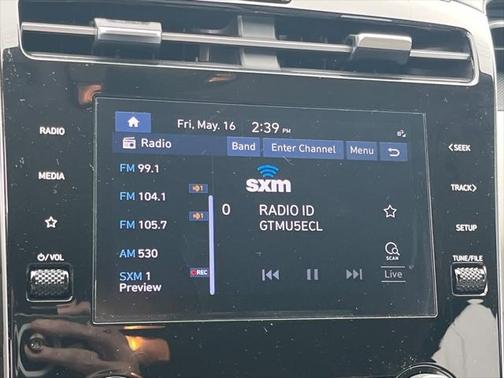 Fri, May. 16 2:39 PM
RADIO
Radio Band Enter Channel Menu
< SEEK
FM 99.1
sxm
MEDIA
FM 104.1
TRACK >
0 RADIO ID
FM 105.7
GTMU5ECL
SETUP
AM 530
SCAN
⏻/VOL
TUNE/FILE
SXM 1 REC
Preview
Live